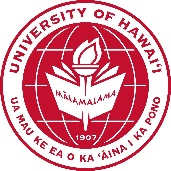 UNIVERSITY OF HAWAI‘I
MĀLAMALAMA
1907
UA MAU KE EA O KA ‘ĀINA I KA PONO